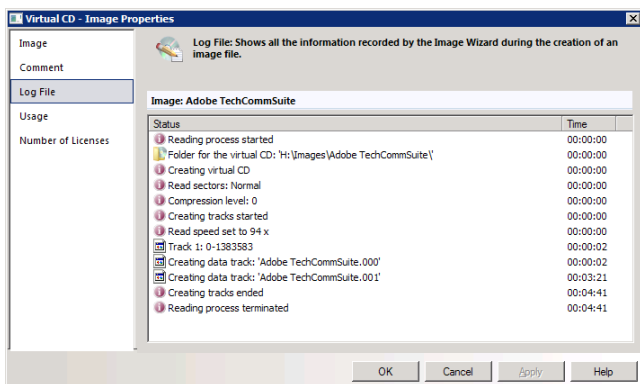 Virtual CD - Image Properties
Image
Comment
Log File
Usage
Number of Licenses
Log File: Shows all the information recorded by the Image Wizard during the creation of an
image file.
Image: Adobe TechCommSuite
Status Time
Reading process started 00:00:00
Folder for the virtual CD: 'H:\Images\Adobe TechCommSuite\' 00:00:00
Creating virtual CD 00:00:00
Read sectors: Normal 00:00:00
Compression level: 0 00:00:00
Creating tracks started 00:00:00
Read speed set to 94 x 00:00:00
Track 1: 0-1383583 00:00:02
Creating data track: 'Adobe TechCommSuite.000' 00:00:02
Creating data track: 'Adobe TechCommSuite.001' 00:03:21
Creating tracks ended 00:04:41
Reading process terminated 00:04:41
OK Cancel Apply Help